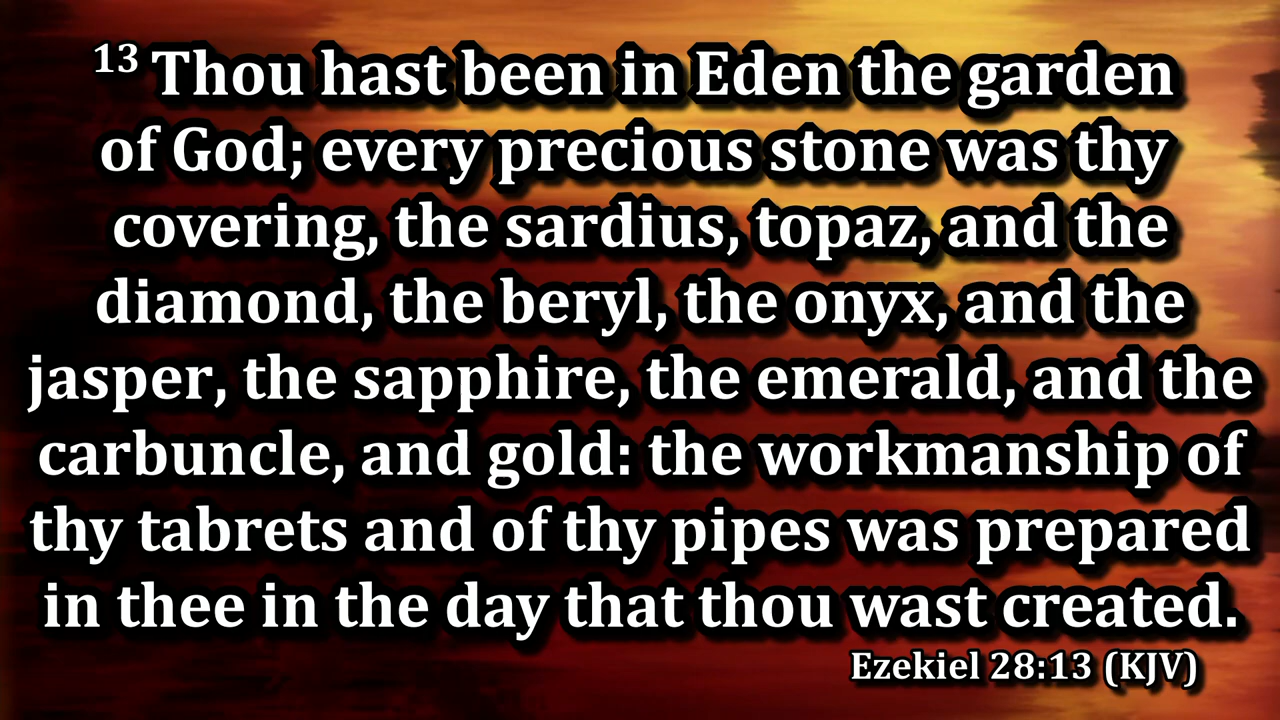 13 Thou hast been in Eden the garden
of God; every precious stone was thy
covering, the sardius, topaz, and the
diamond, the beryl, the onyx, and the
jasper, the sapphire, the emerald, and the
carbuncle, and gold: the workmanship of
thy tabrets and of thy pipes was prepared
in thee in the day that thou wast created.
Ezekiel 28:13 (KJV)